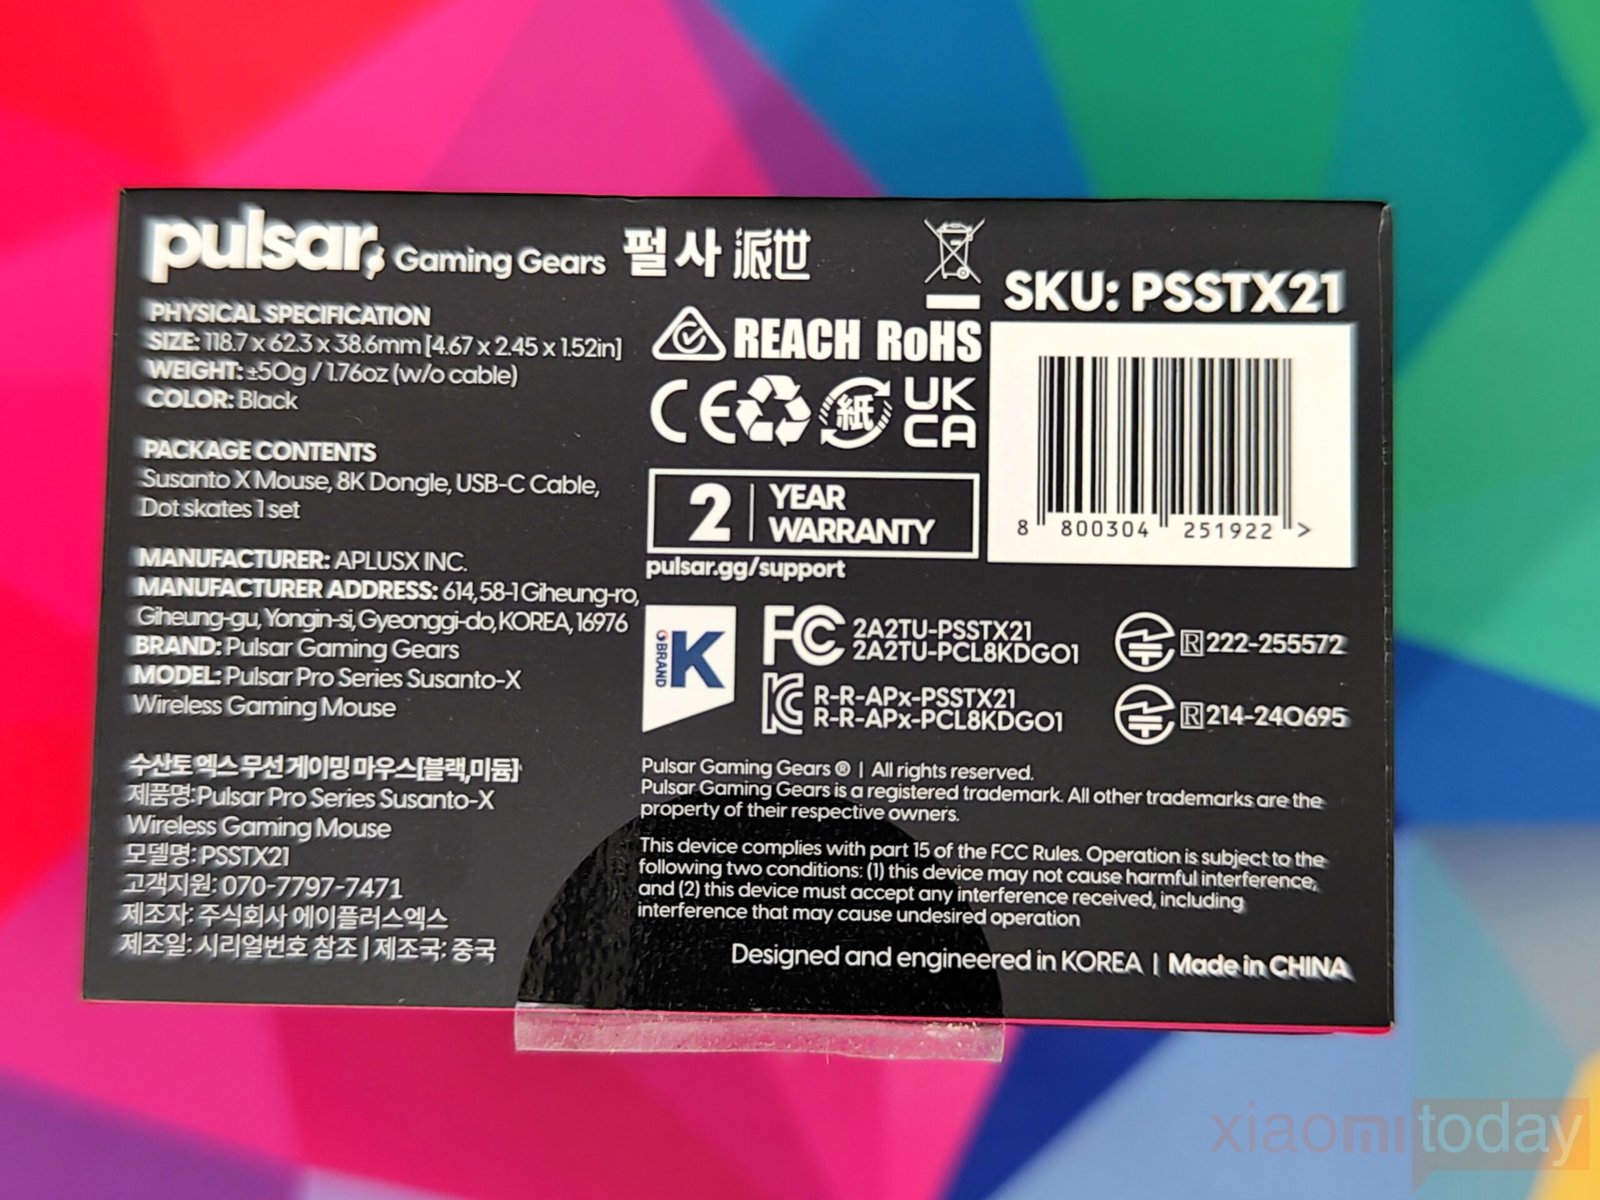 pulsar Gaming Gears 펄사 派世
PHYSICAL SPECIFICATION
SIZE: 118.7 x 62.3 x 38.6mm [4.67 x 2.45 x 1.52in]
WEIGHT: ±50g / 1.76oz (w/o cable)
COLOR: Black
PACKAGE CONTENTS
Susanto X Mouse, 8K Dongle, USB-C Cable,
Dot skates 1 set
MANUFACTURER: APLUSX INC.
MANUFACTURER ADDRESS: 614, 58-1 Giheung-ro,
Giheung-gu, Yongin-si, Gyeonggi-do, KOREA, 16976
BRAND: Pulsar Gaming Gears
MODEL: Pulsar Pro Series Susanto-X
Wireless Gaming Mouse
수산토 엑스 무선 게이밍 마우스[블랙,미듐]
제품명: Pulsar Pro Series Susanto-X
Wireless Gaming Mouse
모델명: PSSTX21
고객지원: 070-7797-7471
제조자: 주식회사 에이플러스엑스
제조일: 시리얼번호 참조 | 제조국: 중국
REACH RoHS
CE 紙 UK
CA
2 YEAR
WARRANTY
pulsar.gg/support
SKU: PSSTX21
8 800304 251922 >
K BRAND
FC 2A2TU-PSSTX21
2A2TU-PCL8KDG01
R-R-APx-PSSTX21
R-R-APx-PCL8KDG01
R 222-255572
R 214-240695
Pulsar Gaming Gears ® | All rights reserved.
Pulsar Gaming Gears is a registered trademark. All other trademarks are the
property of their respective owners.
This device complies with part 15 of the FCC Rules. Operation is subject to the
following two conditions: (1) this device may not cause harmful interference,
and (2) this device must accept any interference received, including
interference that may cause undesired operation
Designed and engineered in KOREA | Made in CHINA
xiaomitoday